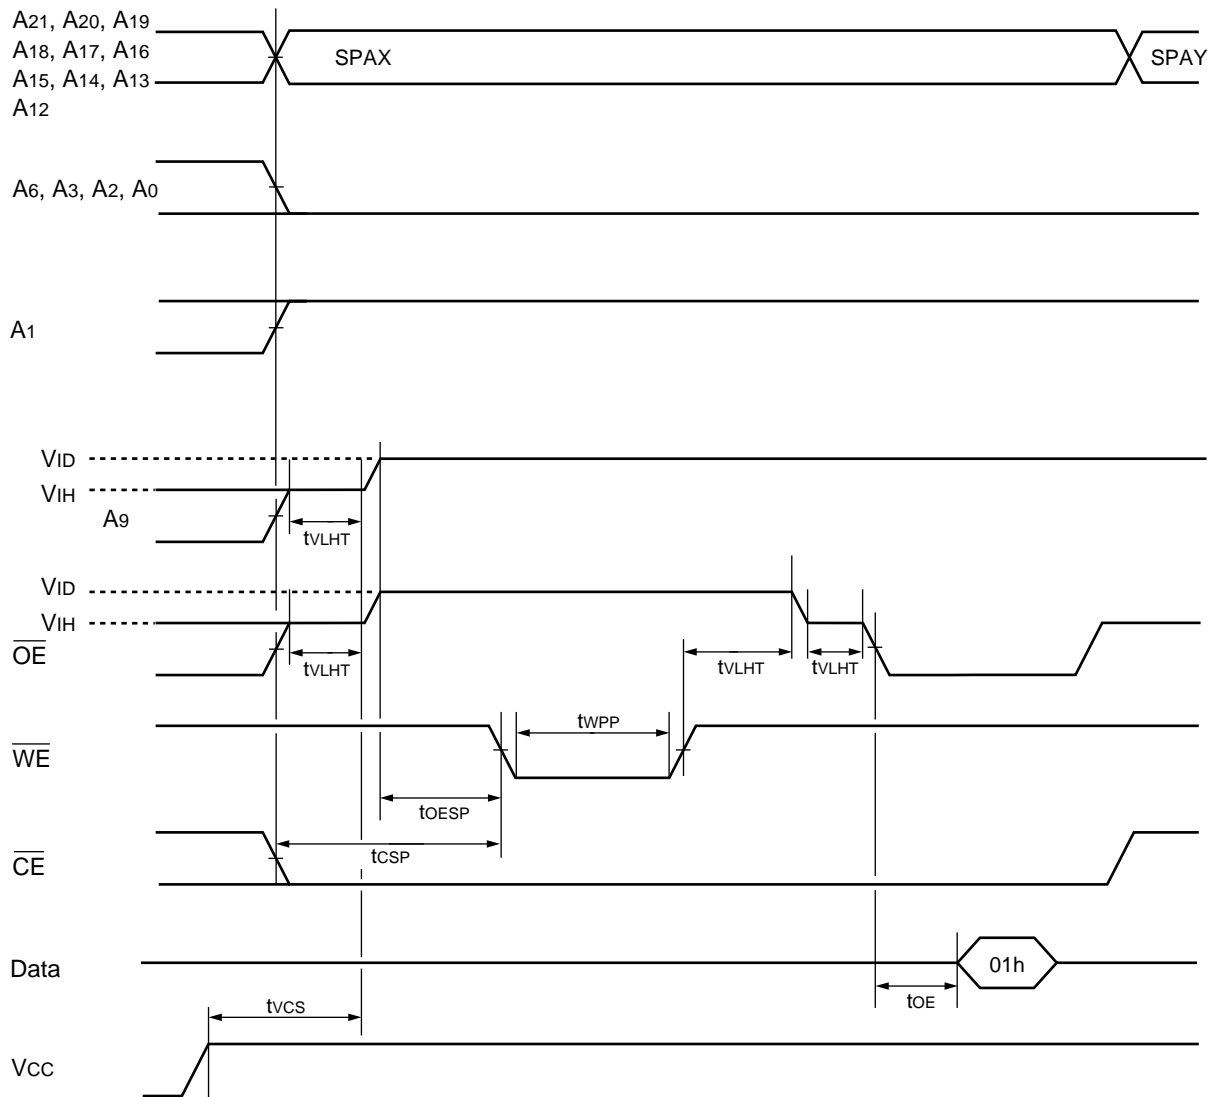 A21, A20, A19
A18, A17, A16
A15, A14, A13
A12
SPAX
SPAY
A6, A3, A2, A0
A1
VID
VIH
A9
tVLHT
VID
VIH
OE
tVLHT
tVLHT
tVLHT
WE
tWPP
tOESP
tCSP
CE
Data
01h
tOE
tVCS
VCC